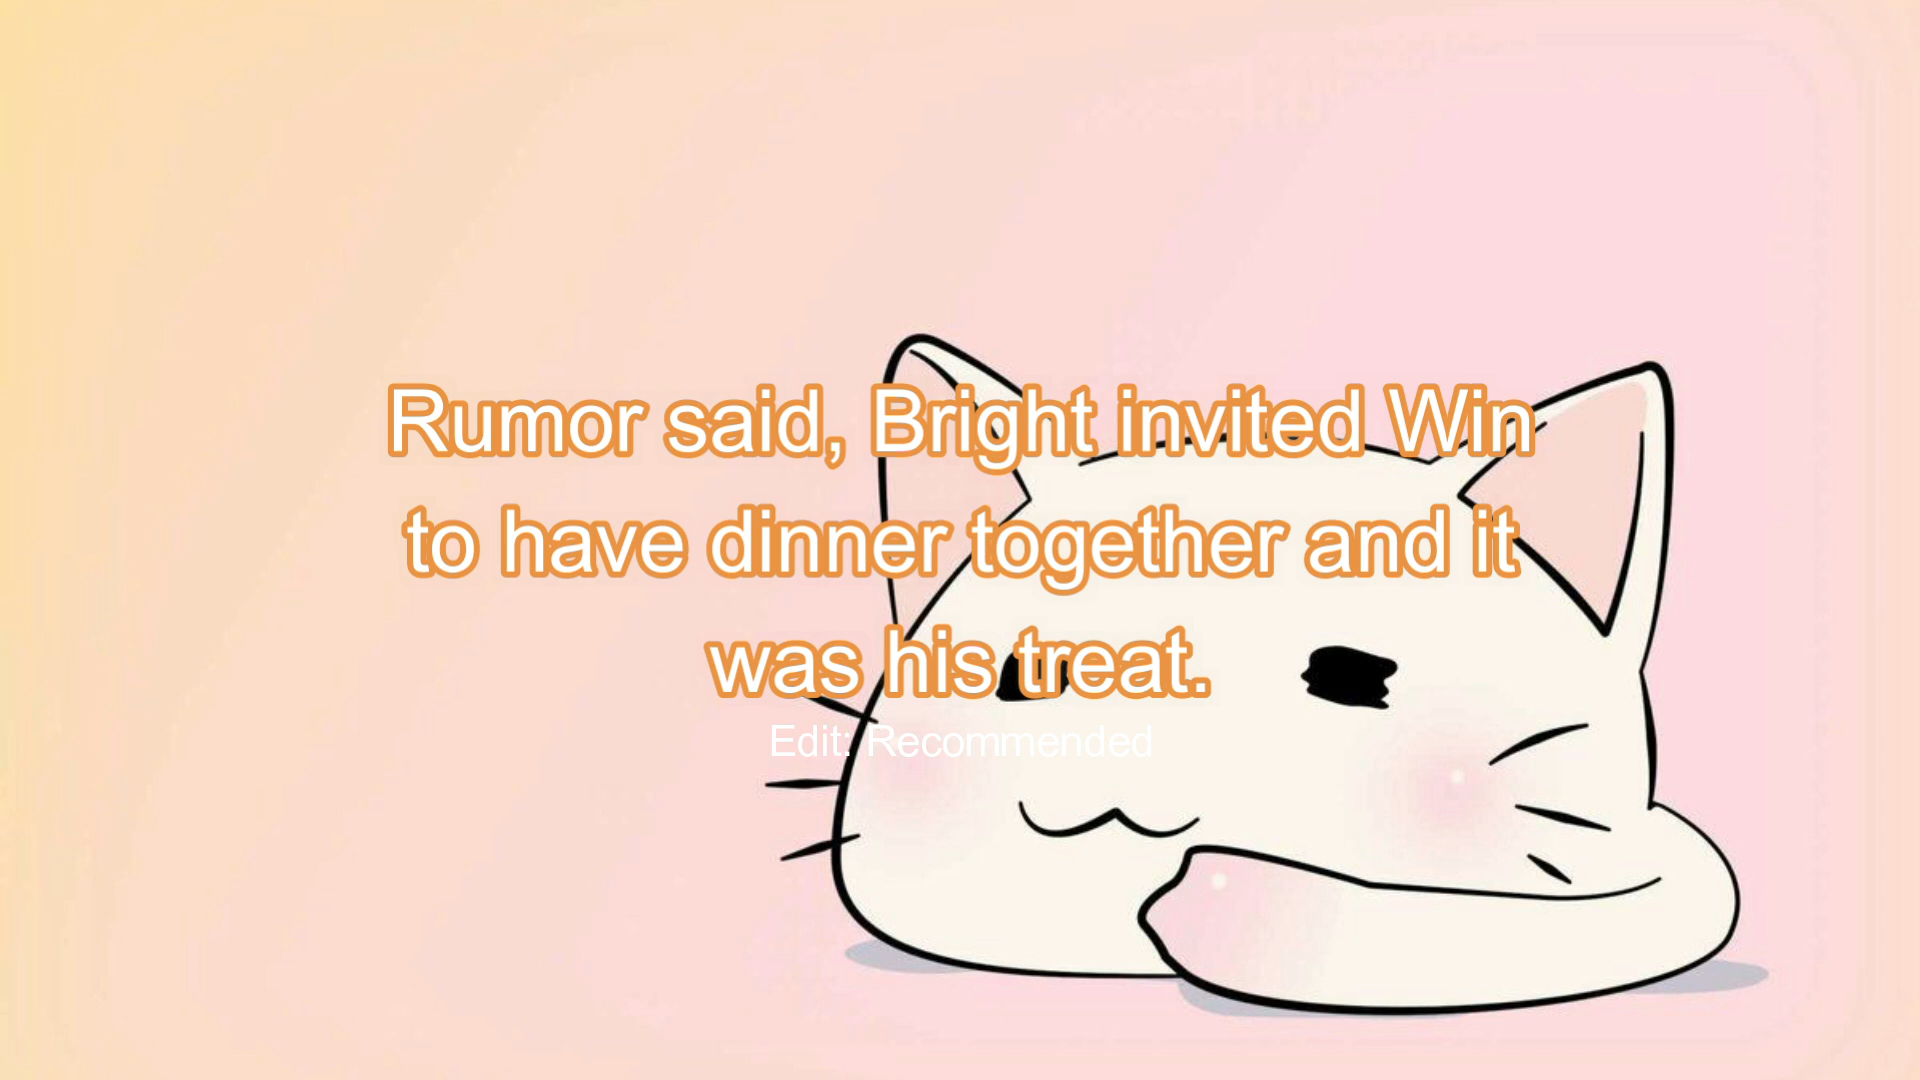 Rumor said, Bright invited Win
to have dinner together and it
was his treat.
Edit: Recommended